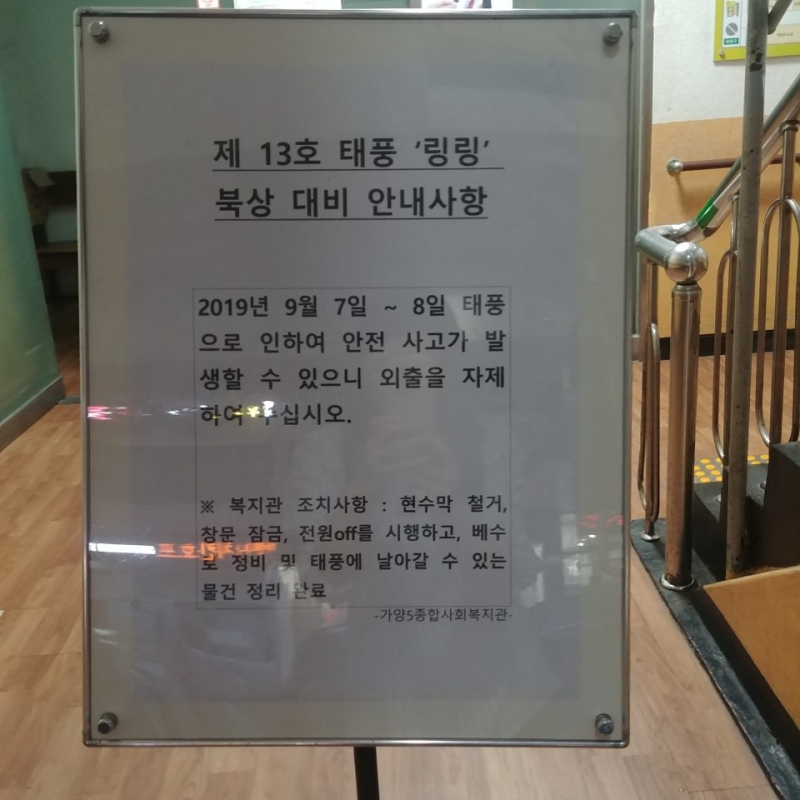 제 13호 태풍 ‘링링’
북상 대비 안내사항
2019년 9월 7일 ~ 8일 태풍
으로 인하여 안전 사고가 발
생할 수 있으니 외출을 자제
하여 주십시오.
※ 복지관 조치사항 : 현수막 철거,
창문 잠금, 전원off를 시행하고, 베수
로 정비 및 태풍에 날아갈 수 있는
물건 정리 완료
-가양5종합사회복지관-